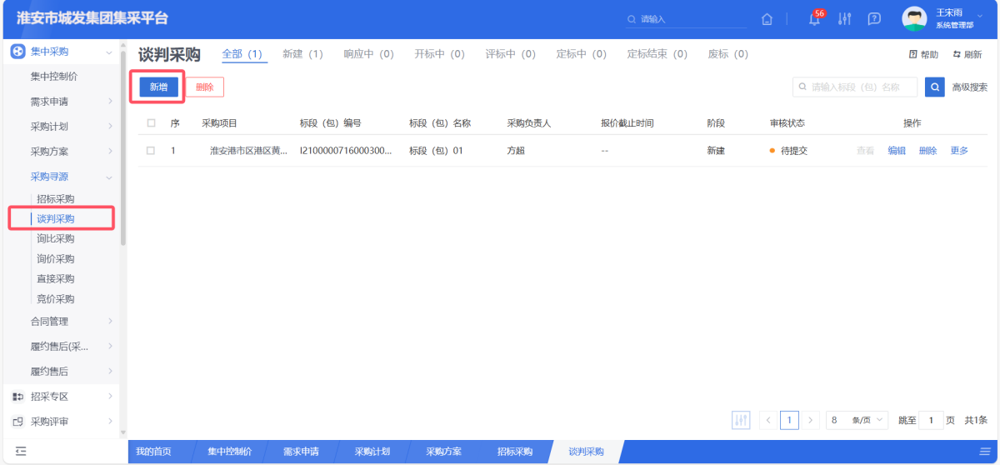 淮安市城发集团集采平台
请输入
56
王宋雨
系统管理部
集中采购
集中控制价
需求申请
采购计划
采购方案
采购寻源
招标采购
谈判采购
询比采购
询价采购
直接采购
竞价采购
合同管理
履约售后(采...
履约售后
招采专区
采购评审
谈判采购 全部（1） 新建（1） 响应中（0） 开标中（0） 评标中（0） 定标中（0） 定标结束（0） 废标（0） 帮助 刷新
新增 删除 请输入标段（包）名称 高级搜索
序 采购项目 标段（包）编号 标段（包）名称 采购负责人 报价截止时间 阶段 审核状态 操作
1 淮安港市区港区黄... I2100000716000300... 标段（包）01 方超 -- 新建 待提交 查看 编辑 删除 更多
1 8 条/页 跳至 1 页 共1条
我的首页 集中控制价 需求申请 采购计划 采购方案 招标采购 谈判采购